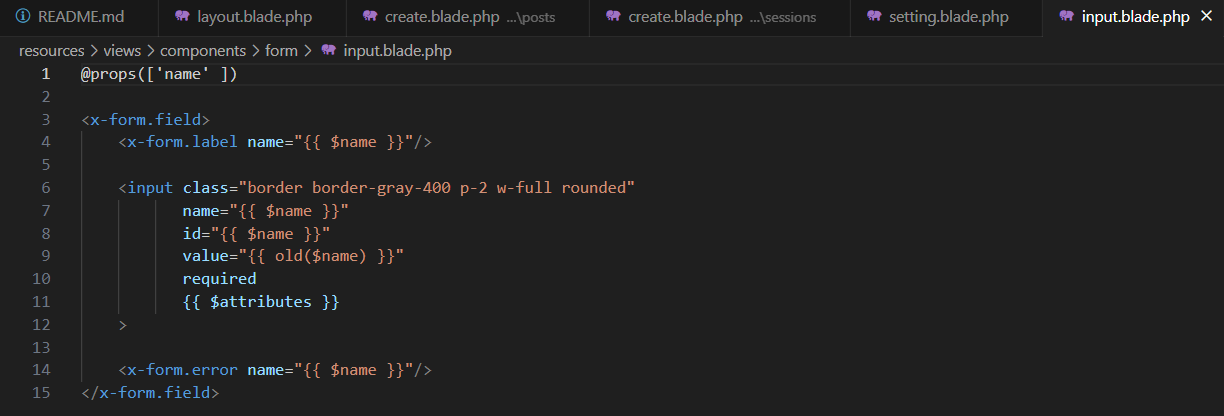 README.md layout.blade.php create.blade.php ...\posts create.blade.php ...\sessions setting.blade.php input.blade.php
resources > views > components > form > input.blade.php
1 @props(['name' ])
2
3 <x-form.field>
4     <x-form.label name="{{ $name }}"/>
5
6     <input class="border border-gray-400 p-2 w-full rounded"
7            name="{{ $name }}"
8            id="{{ $name }}"
9            value="{{ old($name) }}"
10            required
11            {{ $attributes }}
12     >
13
14     <x-form.error name="{{ $name }}"/>
15 </x-form.field>